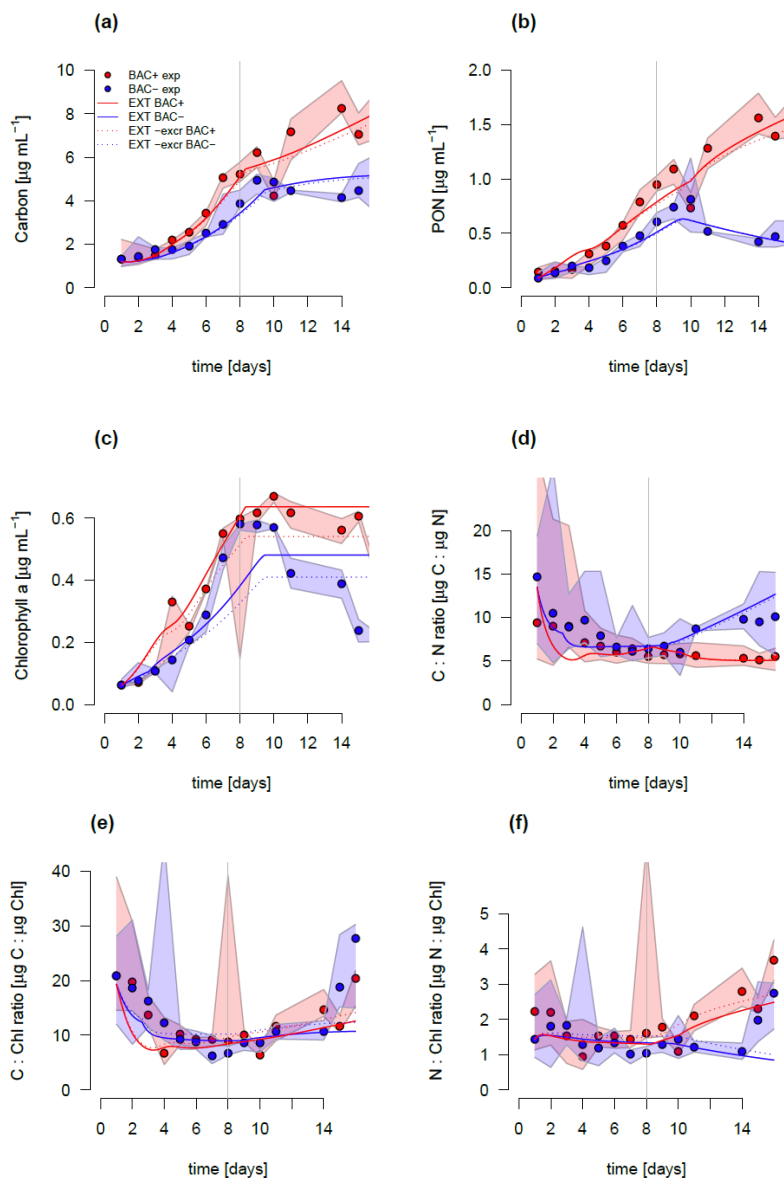 (a)
Carbon [µg mL−1]
10
8
6
4
2
0
BAC+ exp
BAC− exp
EXT BAC+
EXT BAC−
EXT −excr BAC+
EXT −excr BAC−
0 2 4 6 8 10 14
time [days]
(b)
PON [µg mL−1]
2.0
1.5
1.0
0.5
0.0
0 2 4 6 8 10 14
time [days]
(c)
Chlorophyll a [µg mL−1]
0.6
0.4
0.2
0.0
0 2 4 6 8 10 14
time [days]
(d)
C : N ratio [µg C : µg N]
20
15
10
5
0
0 2 4 6 8 10 14
time [days]
(e)
C : Chl ratio [µg C : µg Chl]
40
30
20
10
0
0 2 4 6 8 10 14
time [days]
(f)
N : Chl ratio [µg N : µg Chl]
5
4
3
2
1
0
0 2 4 6 8 10 14
time [days]